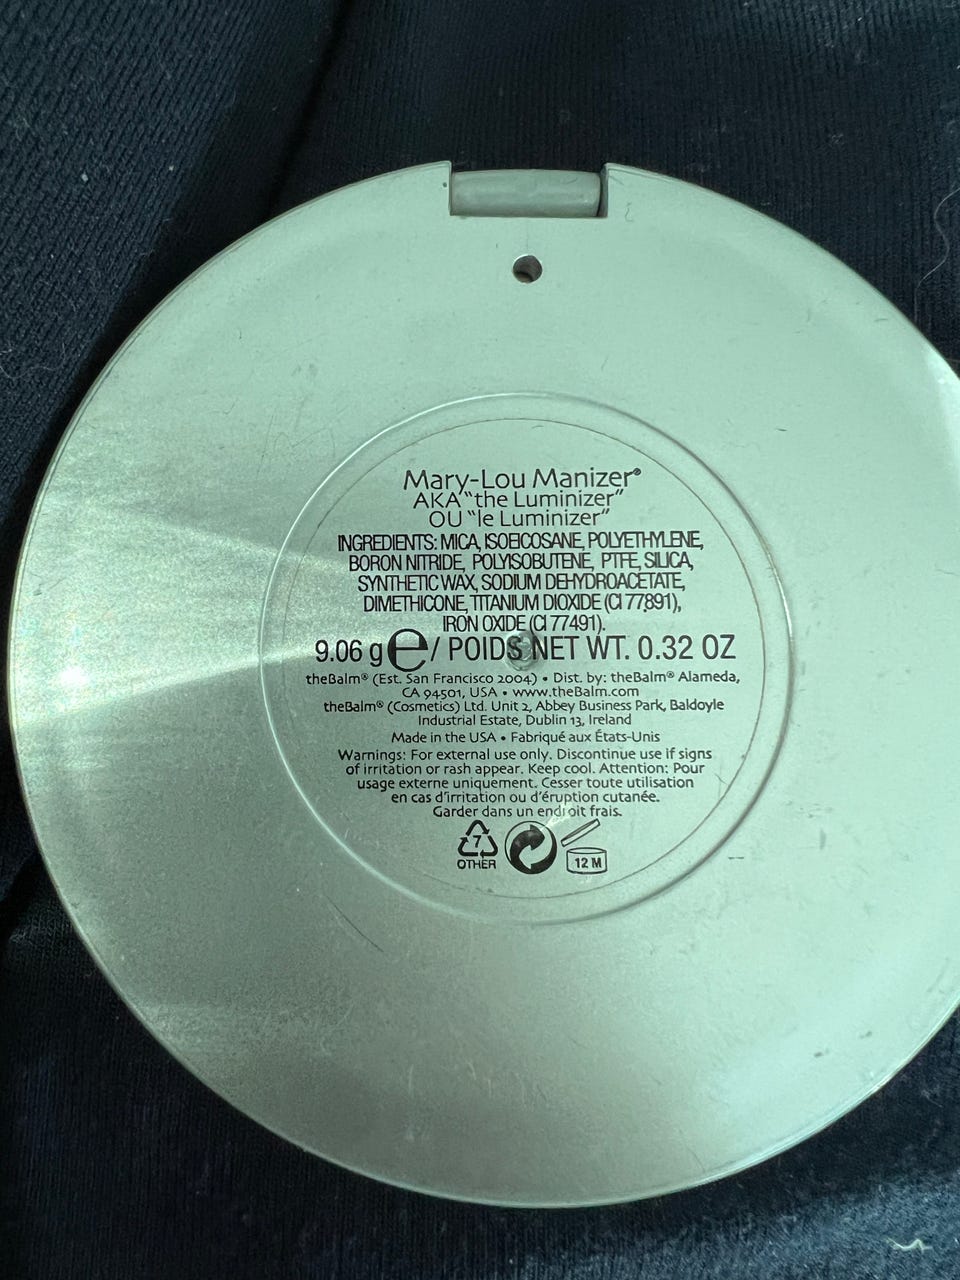 Mary-Lou Manizer®
AKA "the Luminizer"
OU "le Luminizer"
INGREDIENTS: MICA, ISOEICOSANE, POLYETHYLENE,
BORON NITRIDE, POLYISOBUTENE, PTFE, SILICA,
SYNTHETIC WAX, SODIUM DEHYDROACETATE,
DIMETHICONE, TITANIUM DIOXIDE (CI 77891),
IRON OXIDE (CI 77491).
9.06 g e / POIDS NET WT. 0.32 OZ
theBalm® (Est. San Francisco 2004) • Dist. by: theBalm® Alameda,
CA 94501, USA • www.theBalm.com
theBalm® (Cosmetics) Ltd. Unit 2, Abbey Business Park, Baldoyle
Industrial Estate, Dublin 13, Ireland
Made in the USA • Fabriqué aux États-Unis
Warnings: For external use only. Discontinue use if signs
of irritation or rash appear. Keep cool. Attention: Pour
usage externe uniquement. Cesser toute utilisation
en cas d'irritation ou d'éruption cutanée.
Garder dans un endroit frais.
7
OTHER
12 M